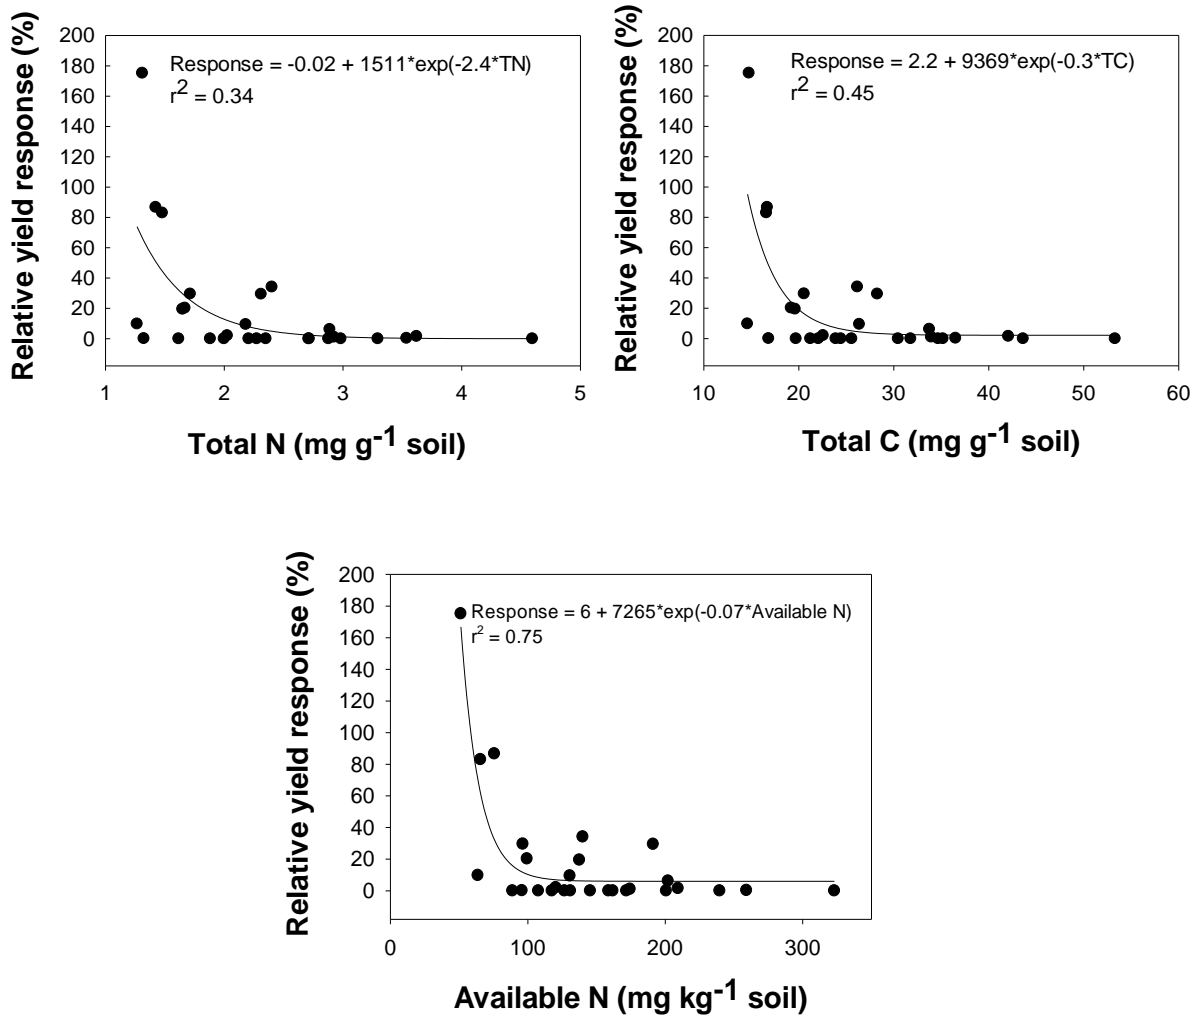 Relative yield response (%)
200
180
160
140
120
100
80
60
40
20
0
Response = -0.02 + 1511*exp(-2.4*TN)
r2 = 0.34
1 2 3 4 5
Total N (mg g-1 soil)
Relative yield response (%)
200
180
160
140
120
100
80
60
40
20
0
Response = 2.2 + 9369*exp(-0.3*TC)
r2 = 0.45
10 20 30 40 50 60
Total C (mg g-1 soil)
Relative yield response (%)
200
180
160
140
120
100
80
60
40
20
0
Response = 6 + 7265*exp(-0.07*Available N)
r2 = 0.75
0 100 200 300
Available N (mg kg-1 soil)